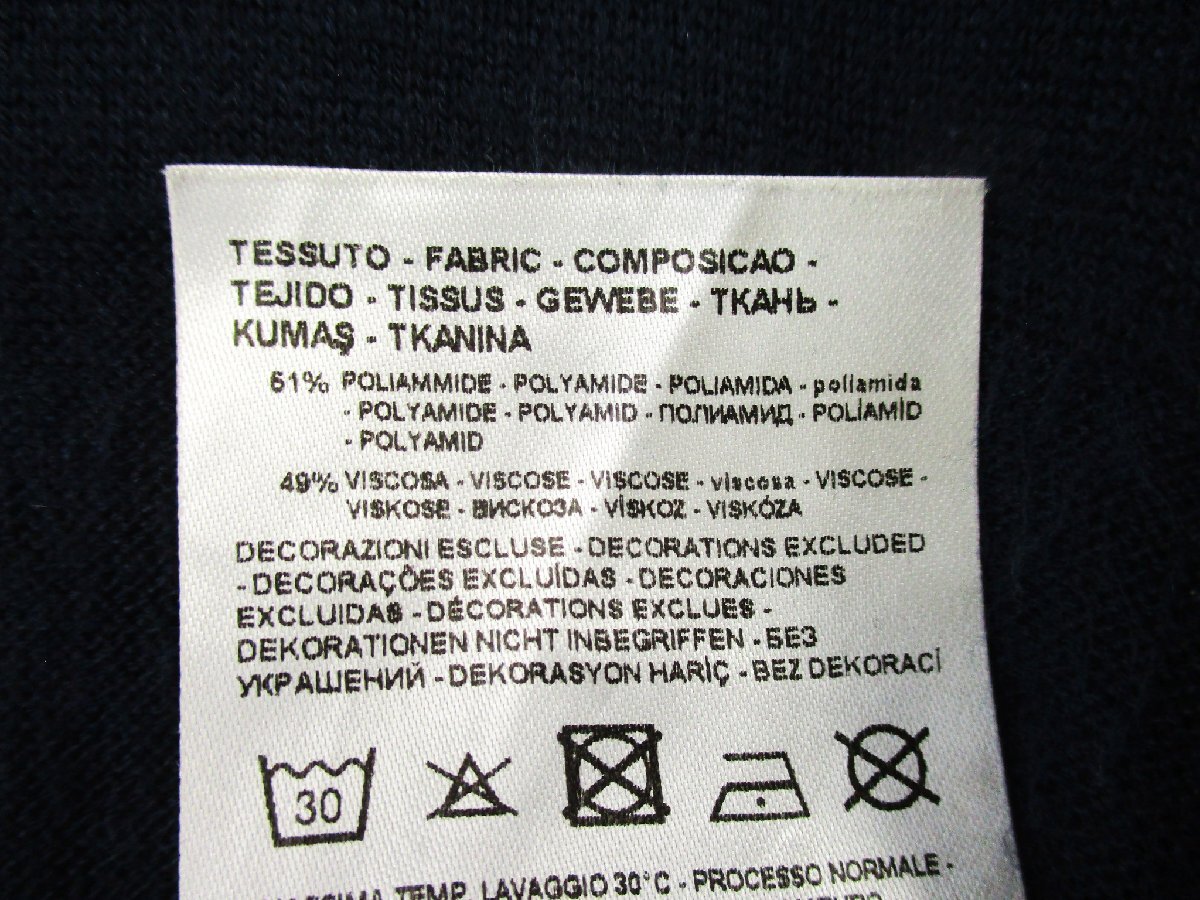 TESSUTO - FABRIC - COMPOSICAO -
TEJIDO - TISSUS - GEWEBE - ТКАНЬ -
KUMAŞ - TKANINA
51% POLIAMMIDE - POLYAMIDE - POLIAMIDA - poliamida
- POLYAMIDE - POLYAMID - ПОЛИАМИД - POLİAMİD
- POLYAMID
49% VISCOSA - VISCOSE - VISCOSE - viscosa - VISCOSE -
VISKOSE - ВИСКОЗА - VİSKOZ - VISKÓZA
DECORAZIONI ESCLUSE - DECORATIONS EXCLUDED
- DECORAÇÕES EXCLUÍDAS - DECORACIONES
EXCLUIDAS - DÉCORATIONS EXCLUES -
DEKORATIONEN NICHT INBEGRIFFEN - БЕЗ
УКРАШЕНИЙ - DEKORASYON HARİÇ - BEZ DEKORACÍ
30
TEMP. LAVAGGIO 30°C - PROCESSO NORMALE -